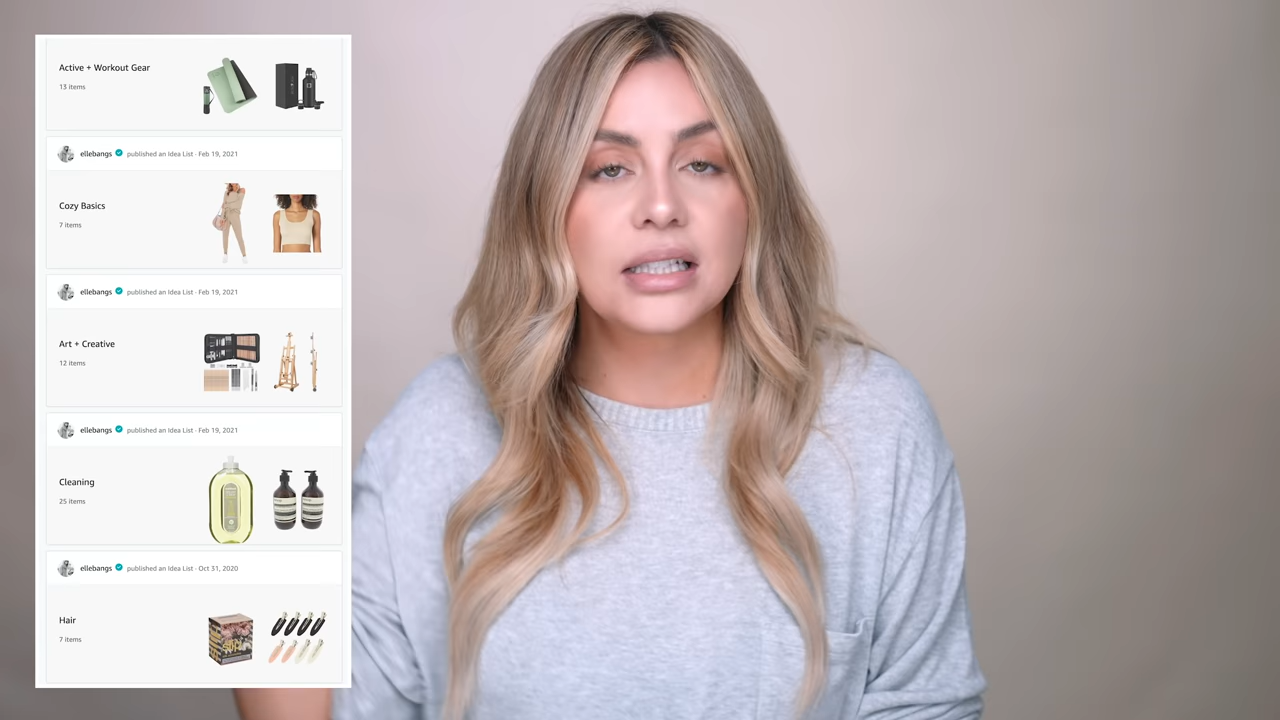 Active + Workout Gear
13 items
ellebangs published an Idea List · Feb 19, 2021
Cozy Basics
7 items
ellebangs published an Idea List · Feb 19, 2021
Art + Creative
12 items
ellebangs published an Idea List · Feb 19, 2021
Cleaning
25 items
ellebangs published an Idea List · Oct 31, 2020
Hair
7 items